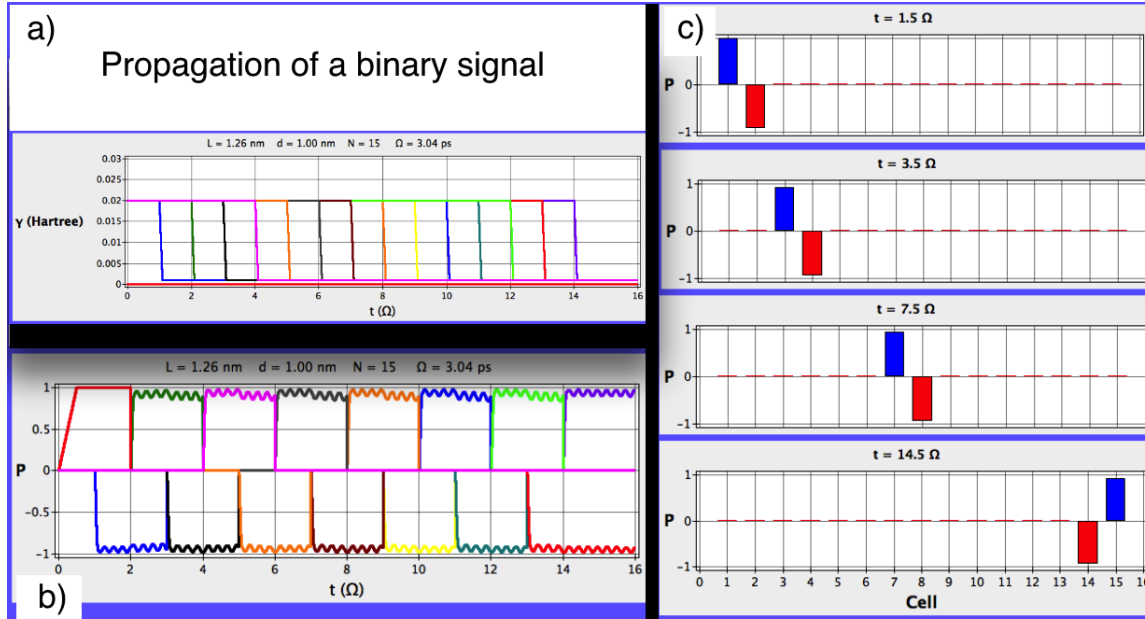 a)
Propagation of a binary signal
L = 1.26 nm d = 1.00 nm N = 15 Ω = 3.04 ps
0.03
0.025
0.02
γ (Hartree)
0.015
0.01
0.005
0
0 2 4 6 8 10 12 14 16
t (Ω)
L = 1.26 nm d = 1.00 nm N = 15 Ω = 3.04 ps
1
0.5
P 0
-0.5
-1
0 2 4 6 8 10 12 14 16
t (Ω)
b)
c)
t = 1.5 Ω
P 0
-1
t = 3.5 Ω
1
P 0
-1
t = 7.5 Ω
1
P 0
-1
t = 14.5 Ω
1
P 0
-1
0 1 2 3 4 5 6 7 8 9 10 11 12 13 14 15 16
Cell